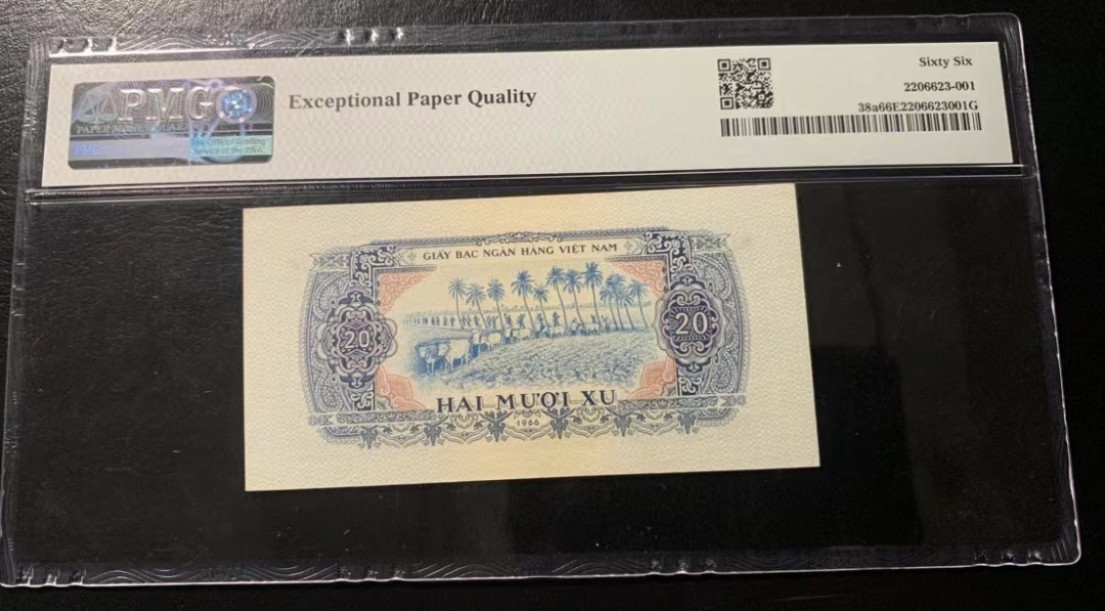 PMG
Exceptional Paper Quality
Sixty Six
2206623-001
38a66E2206623001G
GIẤY BẠC NGÂN HÀNG VIỆT NAM
20
20
HAI MƯƠI XU
1966